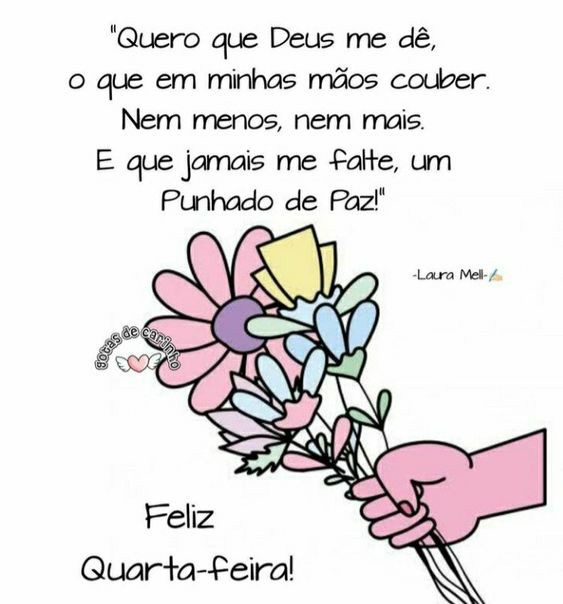 "Quero que Deus me dê,
o que em minhas mãos couber.
Nem menos, nem mais.
E que jamais me falte, um
Punhado de Paz!"
-Laura Mell-
gotas de carinho
Feliz
Quarta-feira!